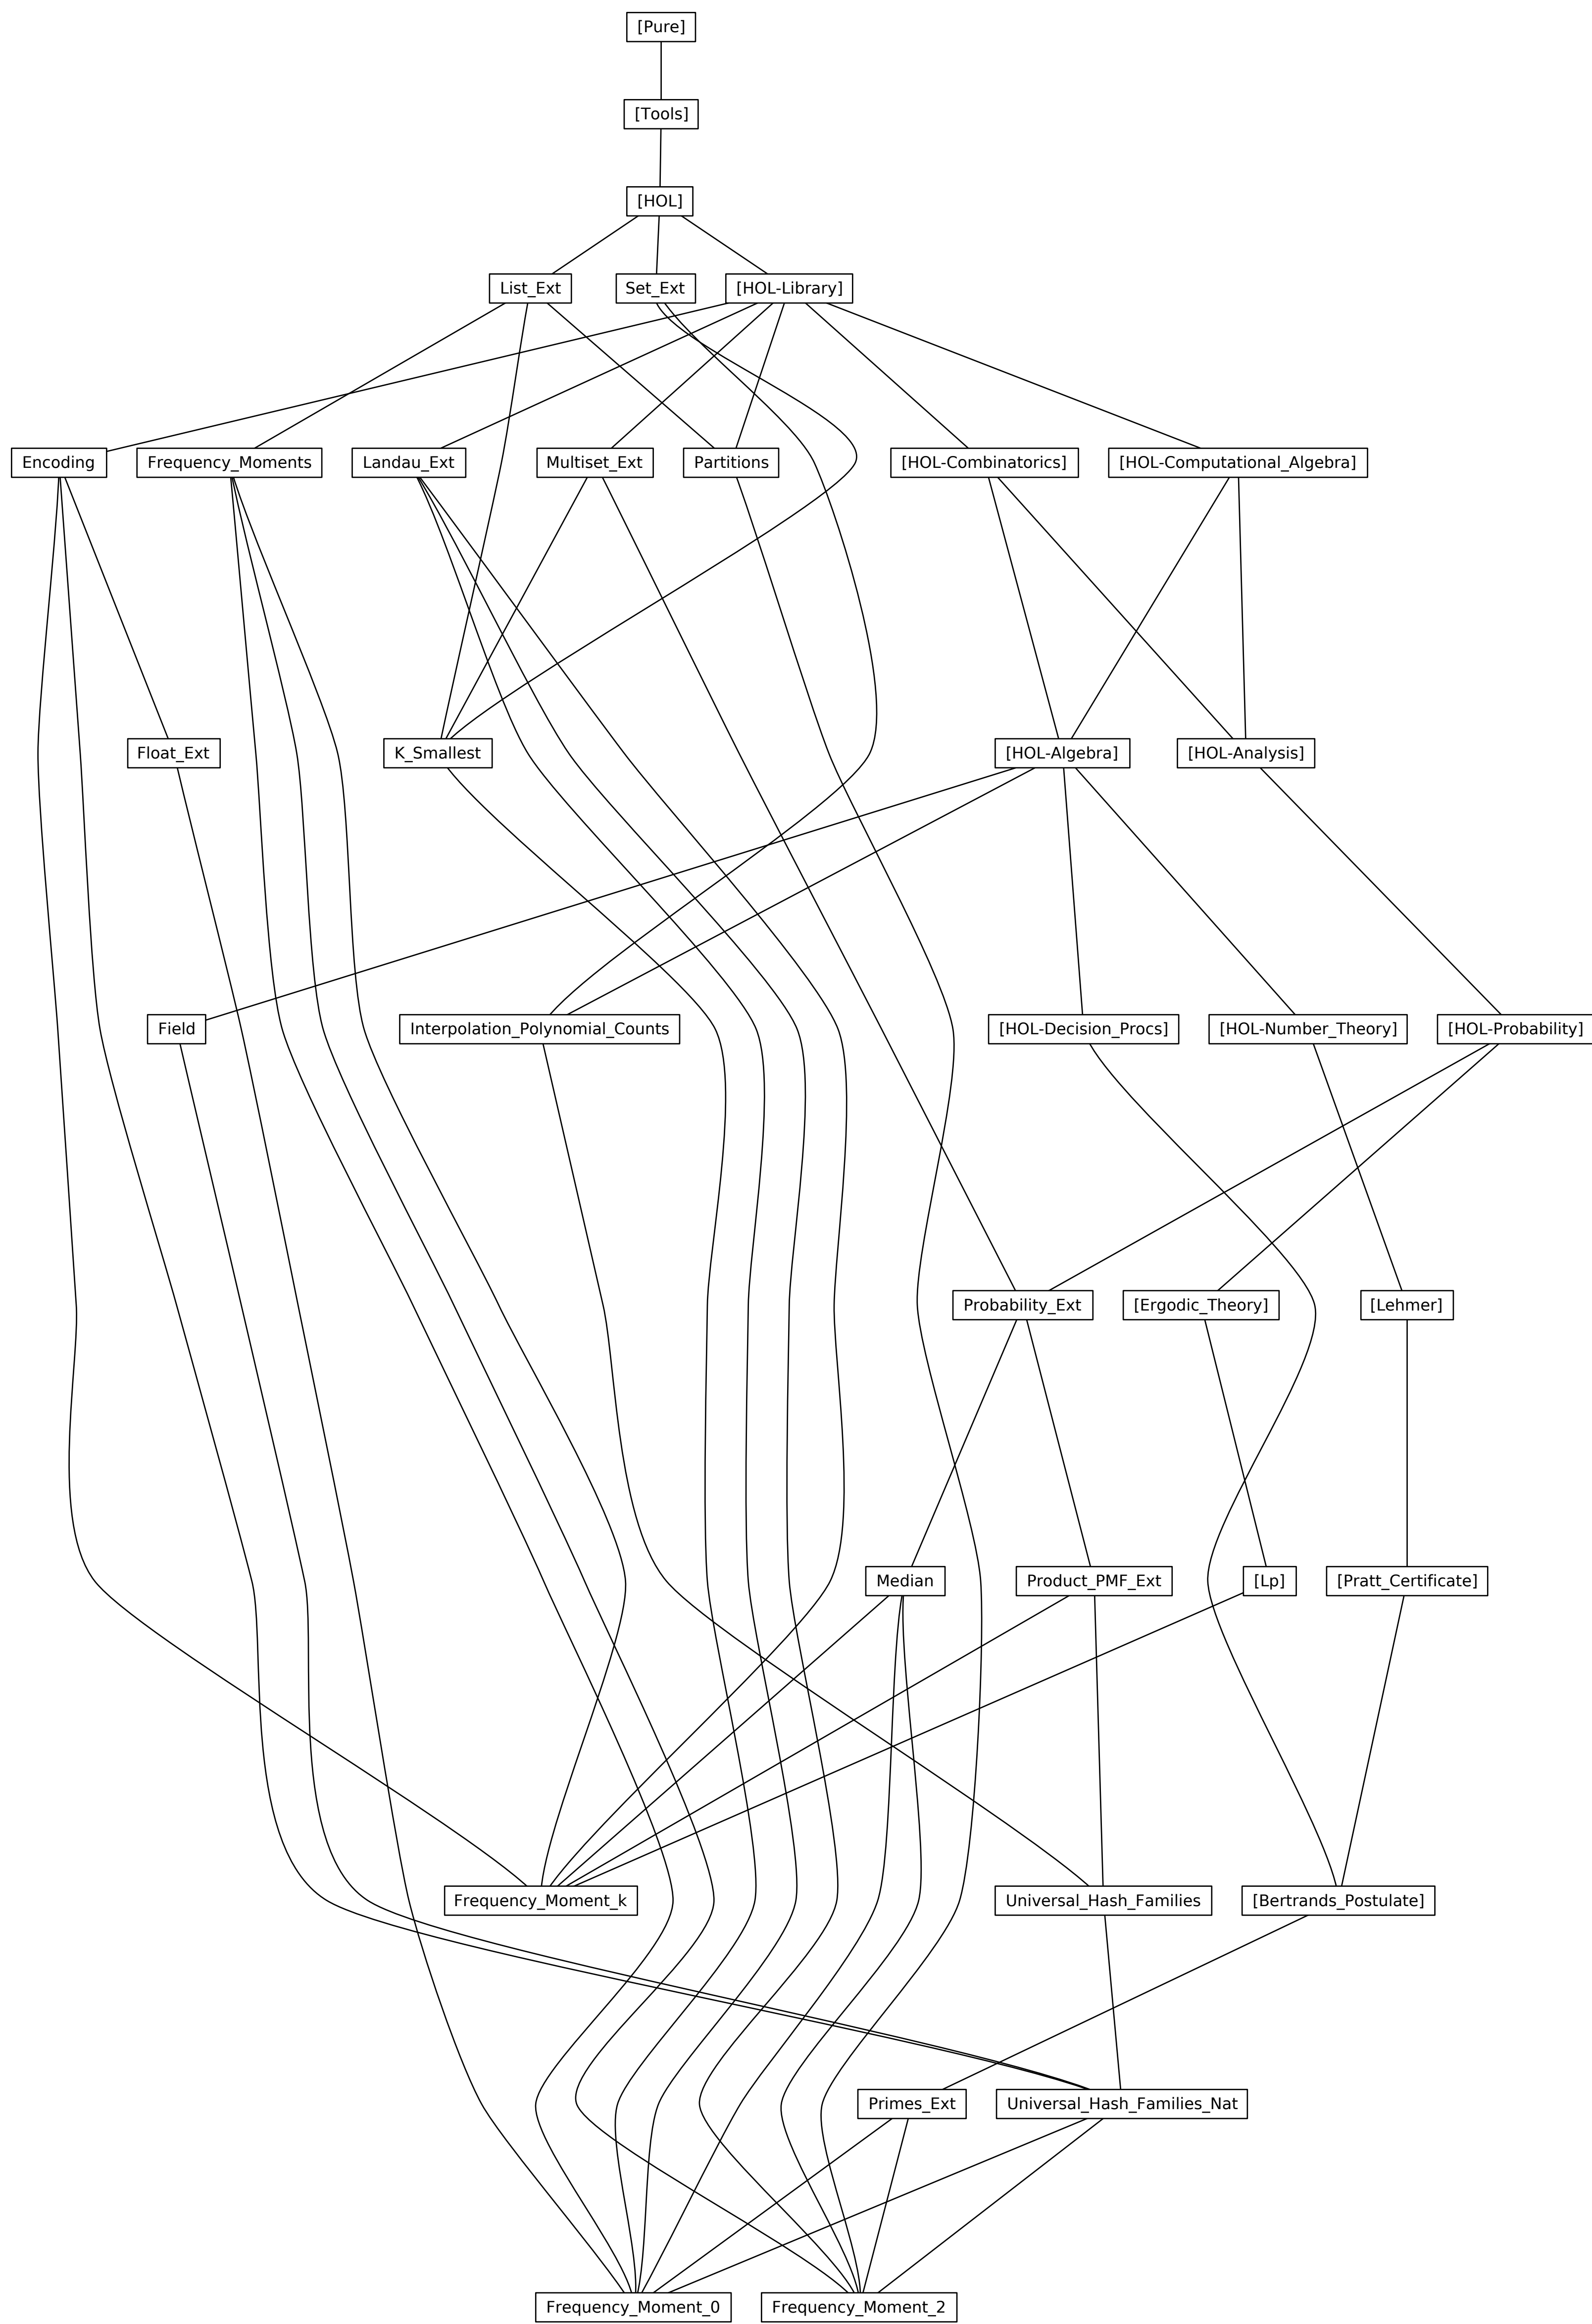 [Pure]
[Tools]
[HOL]
List_Ext
Set_Ext
[HOL-Library]
Encoding
Frequency_Moments
Landau_Ext
Multiset_Ext
Partitions
[HOL-Combinatorics]
[HOL-Computational_Algebra]
Float_Ext
K_Smallest
[HOL-Algebra]
[HOL-Analysis]
Field
Interpolation_Polynomial_Counts
[HOL-Decision_Procs]
[HOL-Number_Theory]
[HOL-Probability]
Probability_Ext
[Ergodic_Theory]
[Lehmer]
Median
Product_PMF_Ext
[Lp]
[Pratt_Certificate]
Frequency_Moment_k
Universal_Hash_Families
[Bertrands_Postulate]
Primes_Ext
Universal_Hash_Families_Nat
Frequency_Moment_0
Frequency_Moment_2